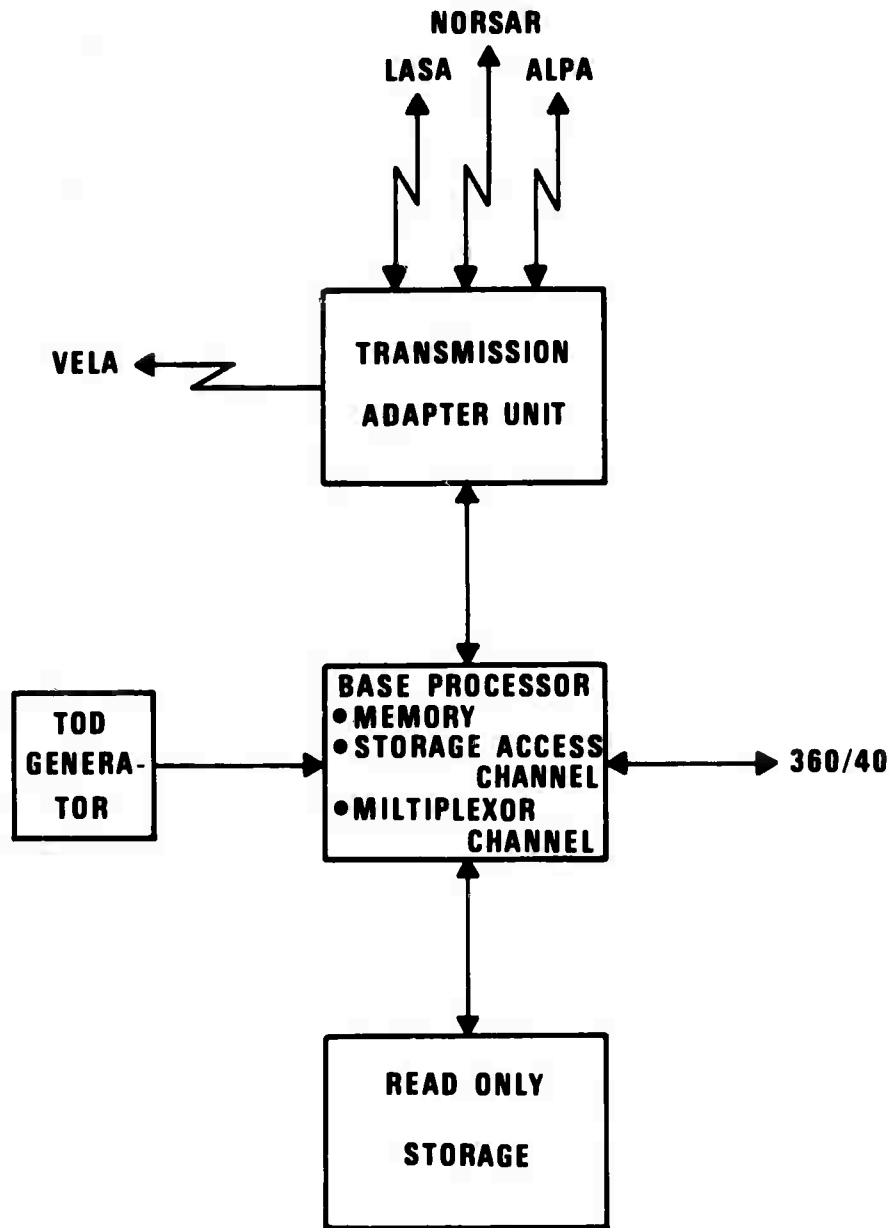 NORSAR
LASA
ALPA
TRANSMISSION
ADAPTER UNIT
VELA
BASE PROCESSOR
•MEMORY
•STORAGE ACCESS
CHANNEL
•MILTIPLEXOR
CHANNEL
TOD
GENERA-
TOR
360/40
READ ONLY
STORAGE